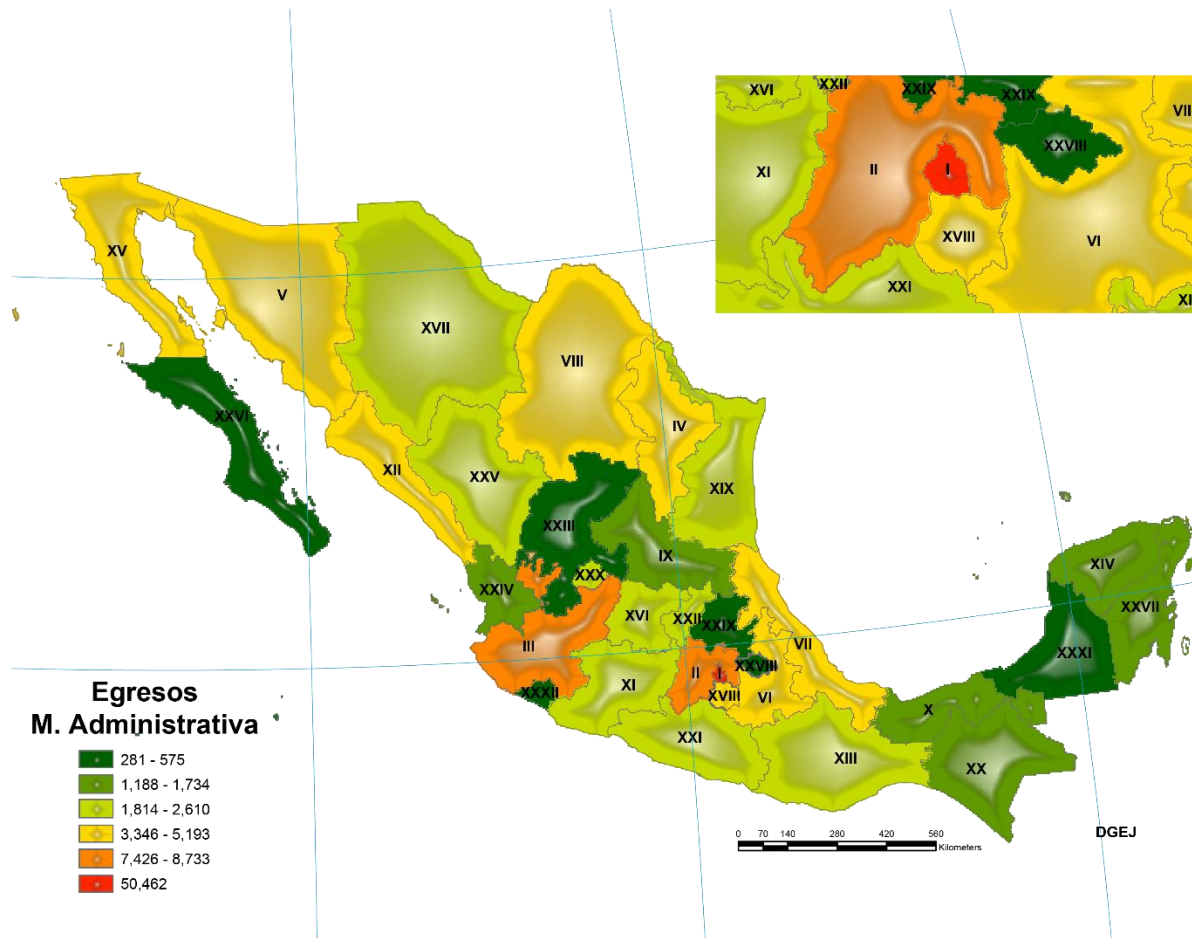 XVI
XXII
XXIX
XXIX
VII
XXVIII
XI
II
I
XVIII
VI
XXI
XI
XV
V
XVII
VIII
XXVI
IV
XII
XXV
XIX
XXIII
IX
XIV
XXX
XXIV
XXVII
XVI
XXII
XXIX
III
VII
XXXI
XXVIII
II
I
XI
XXXII
XVIII
VI
X
XXI
XIII
XX
Egresos
M. Administrativa
281 - 575
1,188 - 1,734
1,814 - 2,610
3,346 - 5,193
7,426 - 8,733
50,462
DGEJ
0 70 140 280 420 560
Kilometers